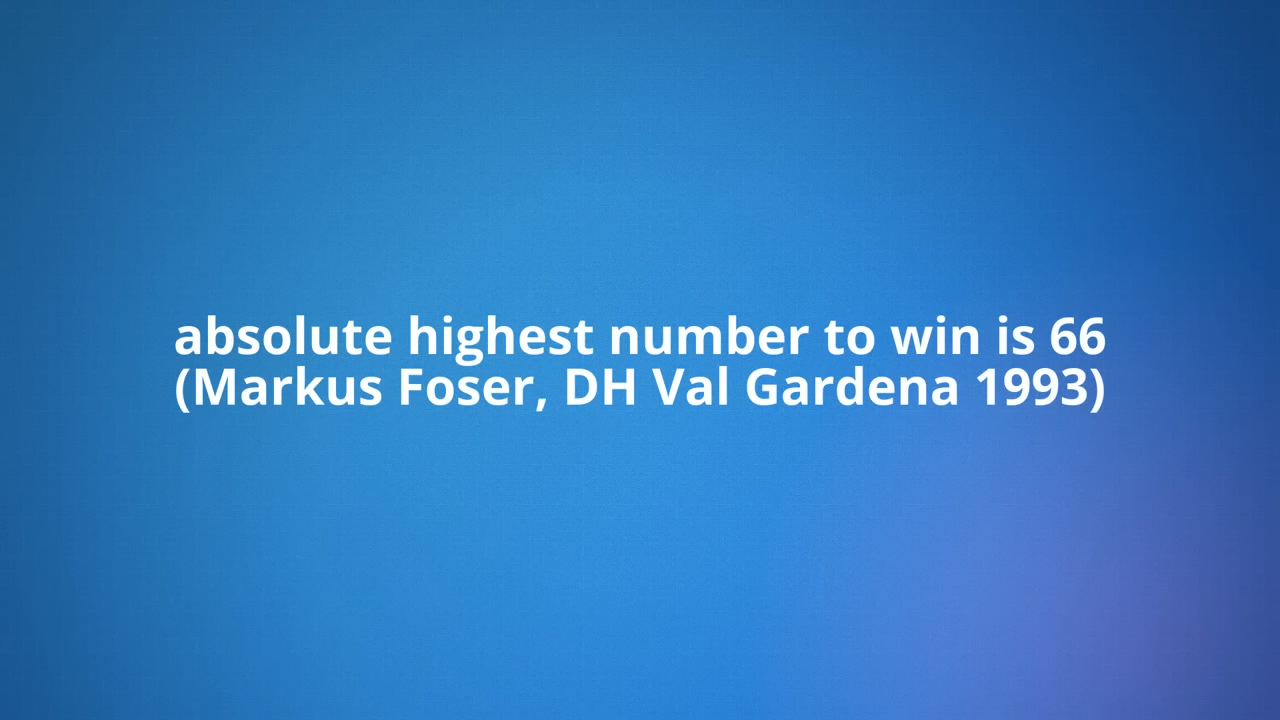 absolute highest number to win is 66
(Markus Foser, DH Val Gardena 1993)